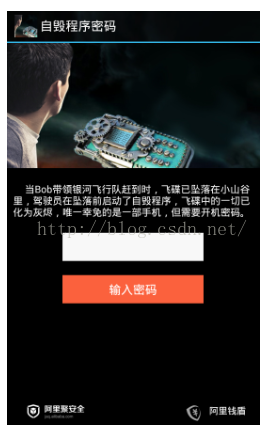 自毁程序密码
当Bob带领银河飞行队赶到时，飞碟已坠落在小山谷
里，驾驶员在坠落前启动了自毁程序，飞碟中的一切已
化为灰烬，唯一幸免的是一部手机，但需要开机密码。
http://blog.csdn.net/
输入密码
阿里聚安全
阿里钱盾